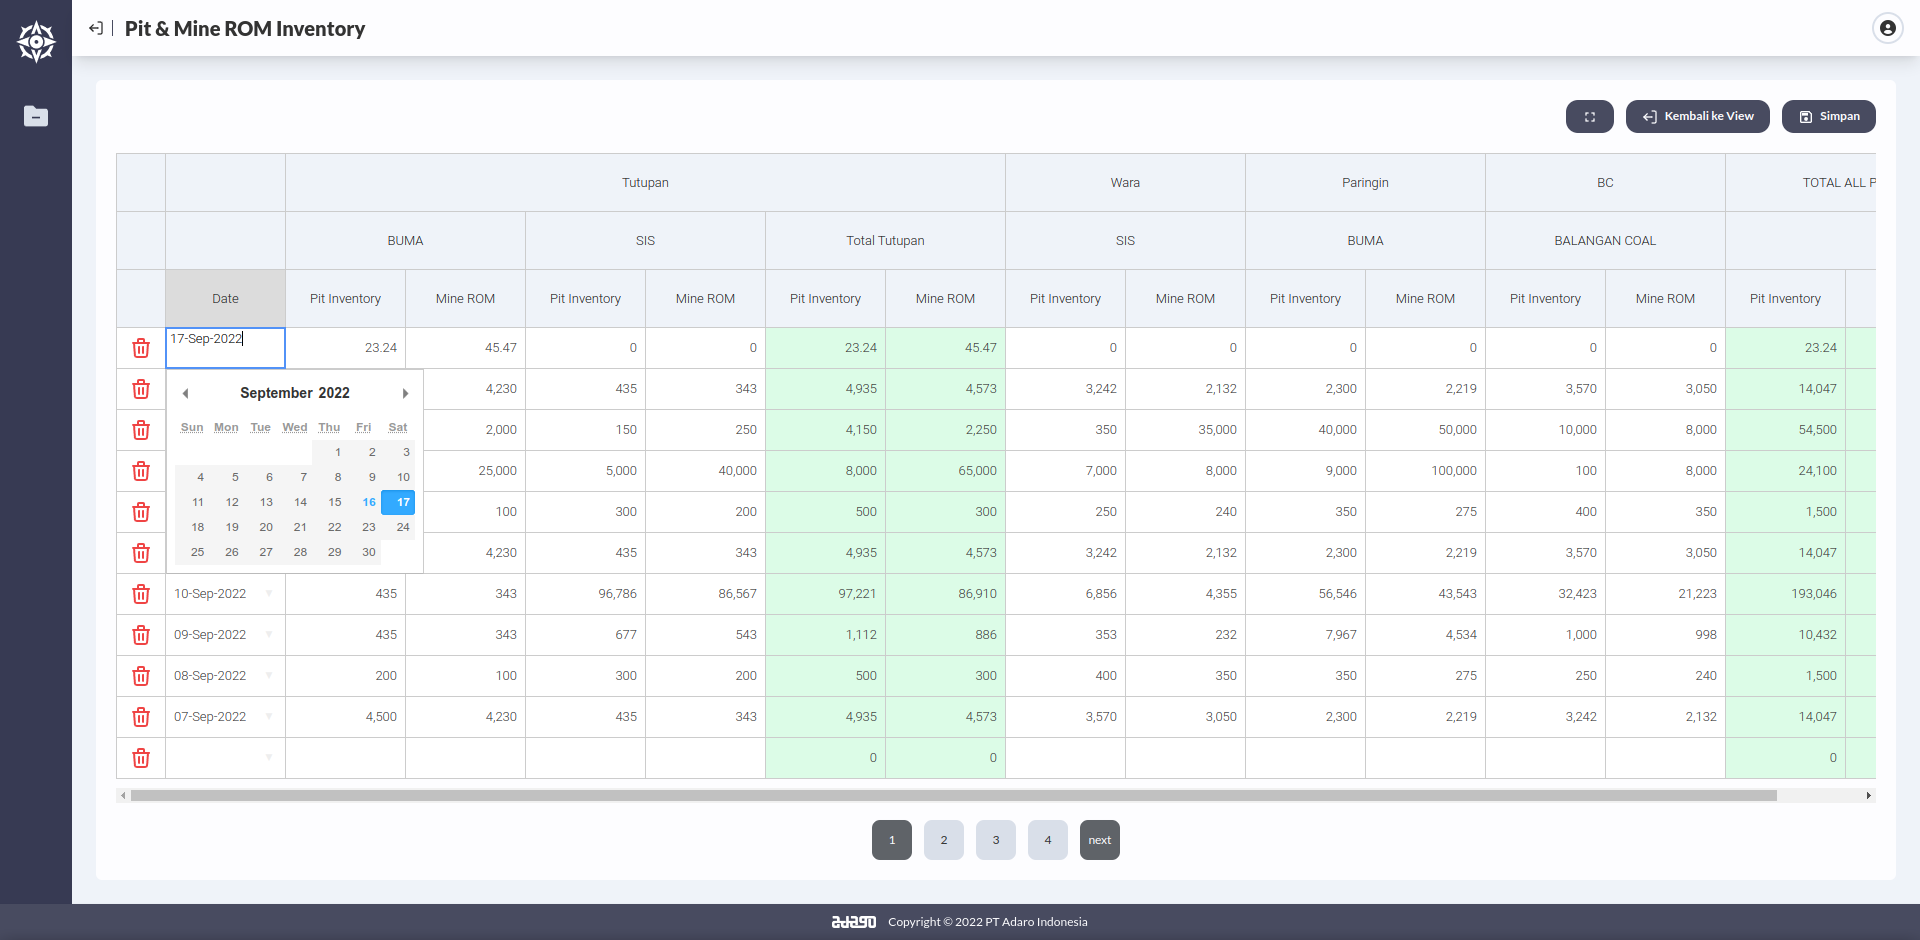 Pit & Mine ROM Inventory
Kembali ke View Simpan
Tutupan Wara Paringin BC TOTAL ALL P
BUMA SIS Total Tutupan SIS BUMA BALANGAN COAL
Date Pit Inventory Mine ROM Pit Inventory Mine ROM Pit Inventory Mine ROM Pit Inventory Mine ROM Pit Inventory Mine ROM Pit Inventory Mine ROM Pit Inventory
17-Sep-2022 23.24 45.47 0 0 23.24 45.47 0 0 0 0 0 0 23.24
4,230 435 343 4,935 4,573 3,242 2,132 2,300 2,219 3,570 3,050 14,047
2,000 150 250 4,150 2,250 350 35,000 40,000 50,000 10,000 8,000 54,500
25,000 5,000 40,000 8,000 65,000 7,000 8,000 9,000 100,000 100 8,000 24,100
100 300 200 500 300 250 240 350 275 400 350 1,500
4,230 435 343 4,935 4,573 3,242 2,132 2,300 2,219 3,570 3,050 14,047
September 2022
Sun Mon Tue Wed Thu Fri Sat
1 2 3
4 5 6 7 8 9 10
11 12 13 14 15 16 17
18 19 20 21 22 23 24
25 26 27 28 29 30
10-Sep-2022 435 343 96,786 86,567 97,221 86,910 6,856 4,355 56,546 43,543 32,423 21,223 193,046
09-Sep-2022 435 343 677 543 1,112 886 353 232 7,967 4,534 1,000 998 10,432
08-Sep-2022 200 100 300 200 500 300 400 350 350 275 250 240 1,500
07-Sep-2022 4,500 4,230 435 343 4,935 4,573 3,570 3,050 2,300 2,219 3,242 2,132 14,047
0 0 0
1 2 3 4 next
adaro Copyright © 2022 PT Adaro Indonesia